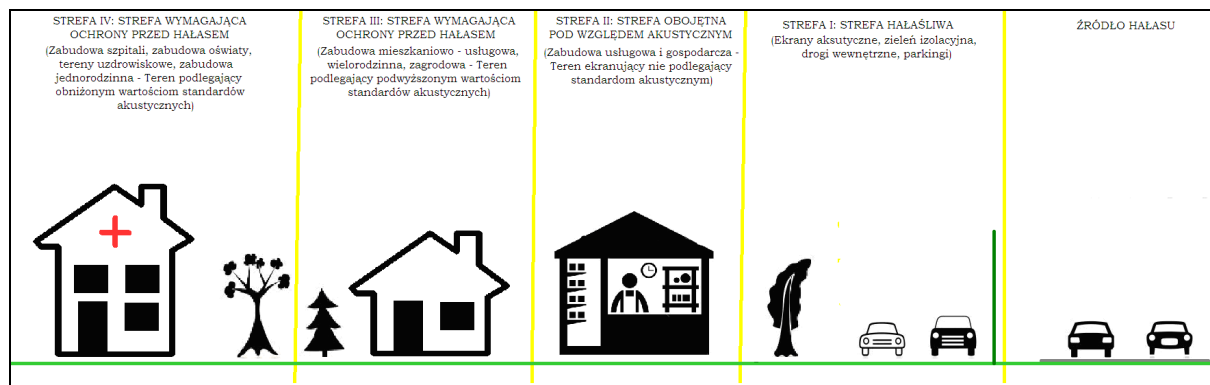 STREFA IV: STREFA WYMAGAJĄCA
OCHRONY PRZED HAŁASEM
(Zabudowa szpitali, zabudowa oświaty,
tereny uzdrowiskowe, zabudowa
jednorodzinna - Teren podlegający
obniżonym wartościom standardów
akustycznych)
STREFA III: STREFA WYMAGAJĄCA
OCHRONY PRZED HAŁASEM
(Zabudowa mieszkaniowo - usługowa,
wielorodzinna, zagrodowa - Teren
podlegający podwyższonym wartościom
standardów akustycznych)
STREFA II: STREFA OBOJĘTNA
POD WZGLĘDEM AKUSTYCZNYM
(Zabudowa usługowa i gospodarcza -
Teren ekranujący nie podlegający
standardom akustycznym)
STREFA I: STREFA HAŁAŚLIWA
(Ekrany aksutyczne, zieleń izolacyjna,
drogi wewnętrzne, parkingi)
ŹRÓDŁO HAŁASU